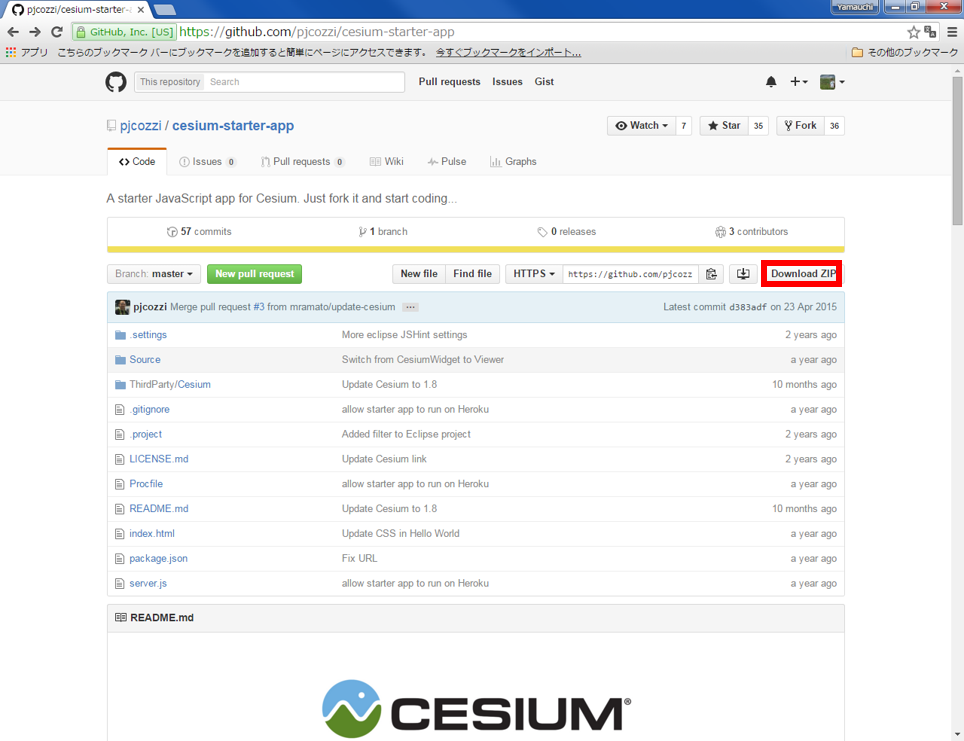 pjcozzi/cesium-starter-a
Yamauchi
GitHub, Inc. [US] https://github.com/pjcozzi/cesium-starter-app
アプリ こちらのブックマーク バーにブックマークを追加すると簡単にページにアクセスできます。 今すぐブックマークをインポート... その他のブックマーク
This repository Search Pull requests Issues Gist
pjcozzi / cesium-starter-app Watch 7 Star 35 Fork 36
Code Issues 0 Pull requests 0 Wiki Pulse Graphs
A starter JavaScript app for Cesium. Just fork it and start coding...
57 commits 1 branch 0 releases 3 contributors
Branch: master New pull request New file Find file HTTPS https://github.com/pjcozz Download ZIP
pjcozzi Merge pull request #3 from mramato/update-cesium ... Latest commit d383adf on 23 Apr 2015
.settings More eclipse JSHint settings 2 years ago
Source Switch from CesiumWidget to Viewer a year ago
ThirdParty/Cesium Update Cesium to 1.8 10 months ago
.gitignore allow starter app to run on Heroku a year ago
.project Added filter to Eclipse project 2 years ago
LICENSE.md Update Cesium link 2 years ago
Procfile allow starter app to run on Heroku a year ago
README.md Update Cesium to 1.8 10 months ago
index.html Update CSS in Hello World a year ago
package.json Fix URL a year ago
server.js allow starter app to run on Heroku a year ago
README.md
CESIUM®